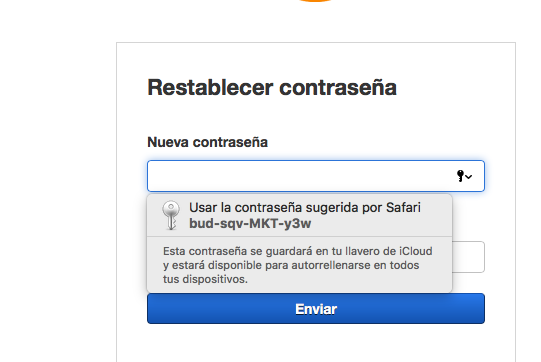 Restablecer contraseña
Nueva contraseña
Usar la contraseña sugerida por Safari
bud-sqv-MKT-y3w
Esta contraseña se guardará en tu llavero de iCloud
y estará disponible para autorrellenarse en todos
tus dispositivos.
Enviar